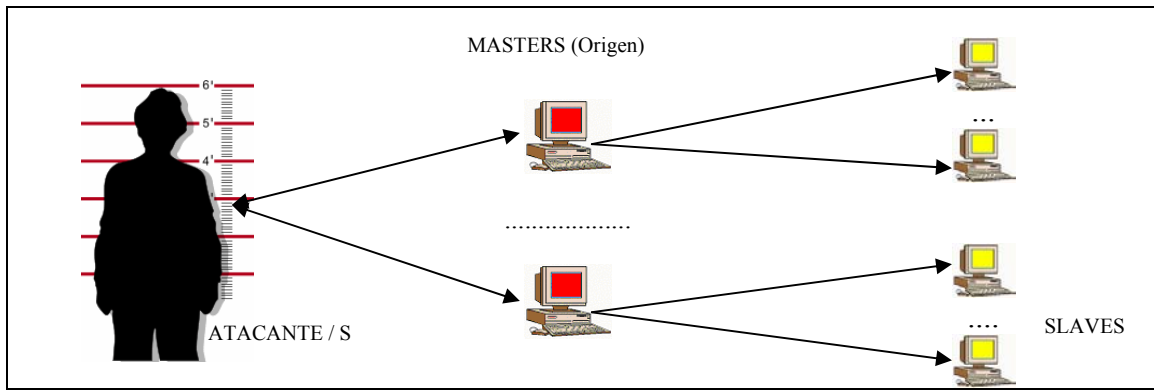 MASTERS (Origen)
6'
5'
4'
'
ATACANTE / S
SLAVES